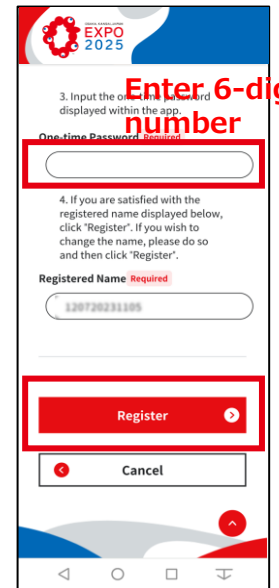 OSAKA, KANSAI, JAPAN
EXPO
2025
3. Input the one-time password
displayed within the app.
Enter 6-dig
number
One-time Password Required
4. If you are satisfied with the
registered name displayed below,
click "Register". If you wish to
change the name, please do so
and then click "Register".
Registered Name Required
120720231105
Register
Cancel